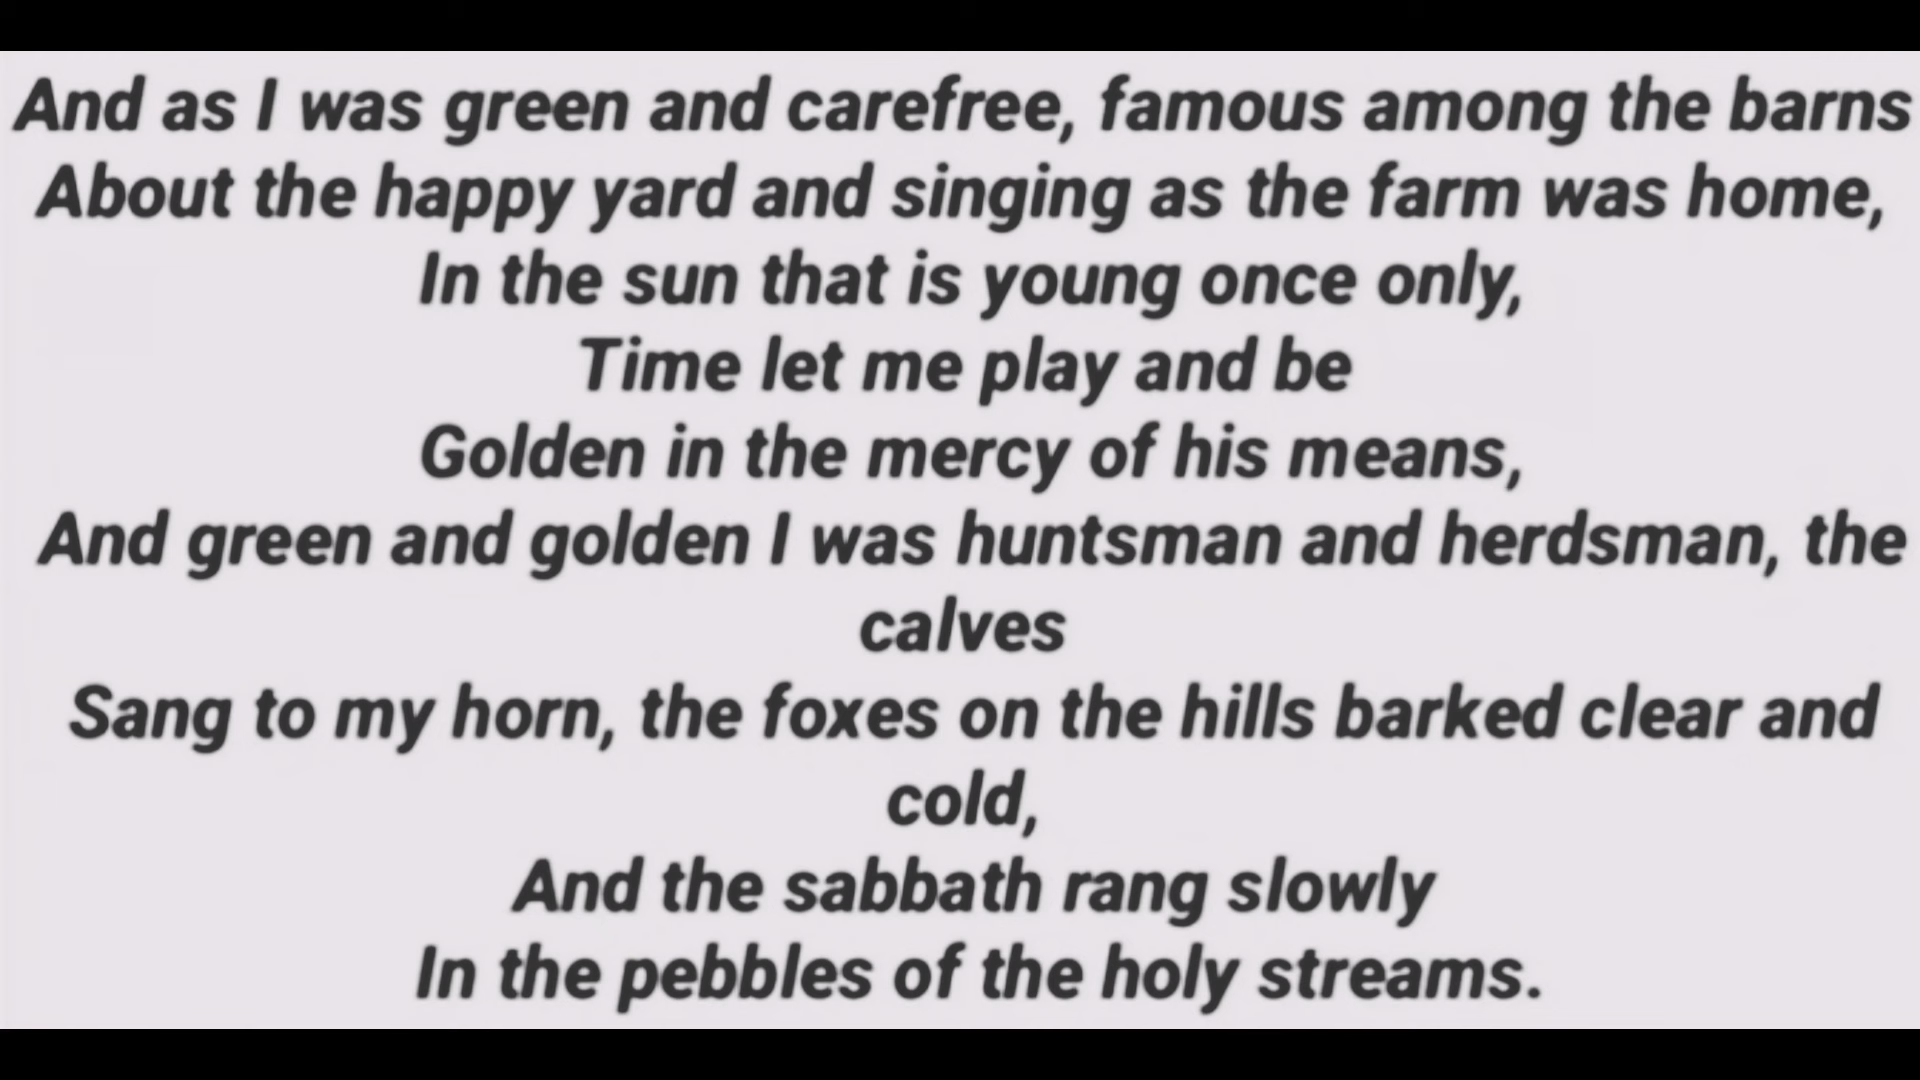 And as I was green and carefree, famous among the barns
About the happy yard and singing as the farm was home,
In the sun that is young once only,
Time let me play and be
Golden in the mercy of his means,
And green and golden I was huntsman and herdsman, the
calves
Sang to my horn, the foxes on the hills barked clear and
cold,
And the sabbath rang slowly
In the pebbles of the holy streams.